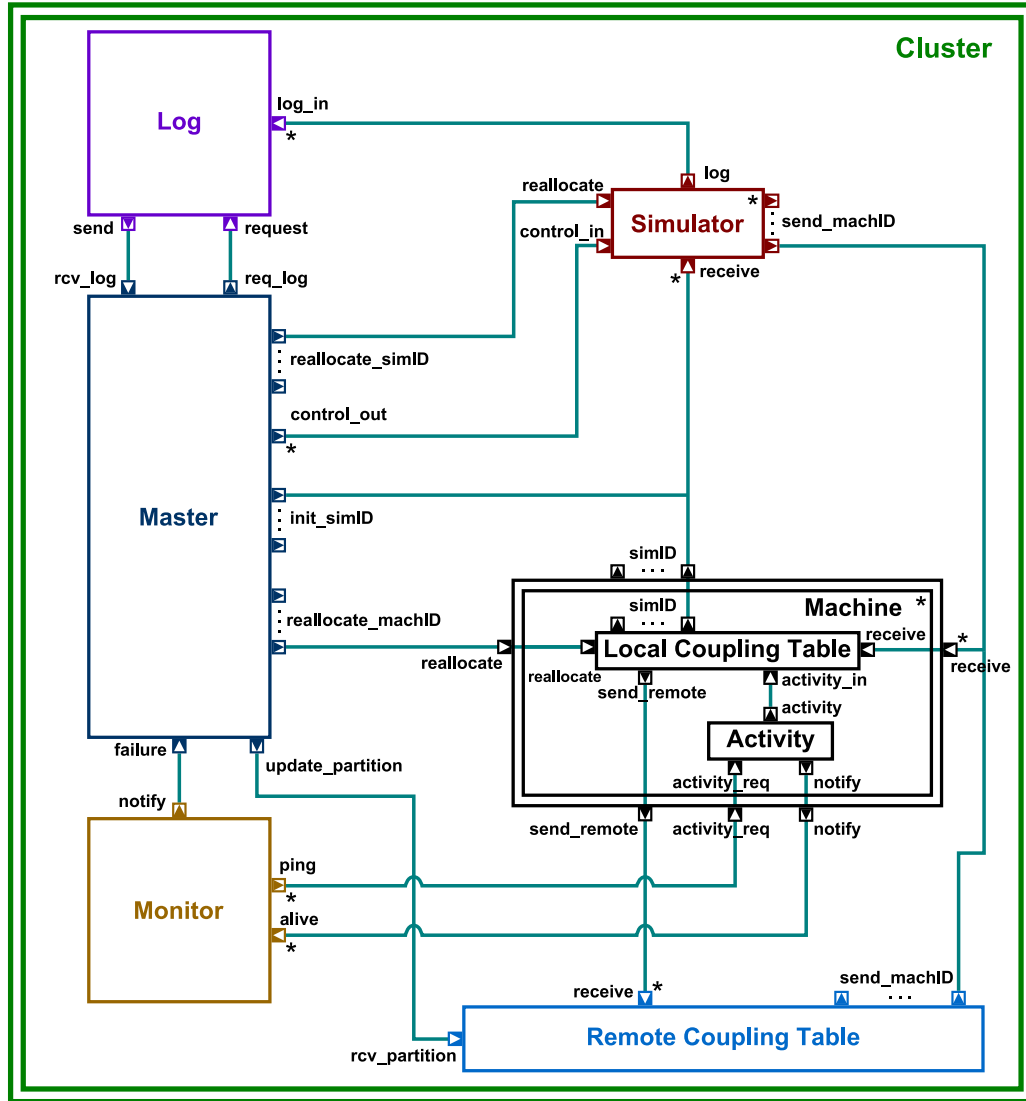 Cluster
log_in
*
Log
log
reallocate
*
Simulator
send_machID
send
request
control_in
receive
*
rcv_log
req_log
reallocate_simID
control_out
*
Master
init_simID
simID
...
simID
...
Machine *
reallocate_machID
receive
*
Local Coupling Table
reallocate
receive
reallocate
send_remote
activity_in
activity
Activity
failure
update_partition
activity_req
notify
notify
send_remote
activity_req
notify
ping
*
Monitor
alive
*
send_machID
...
receive
*
Remote Coupling Table
rcv_partition